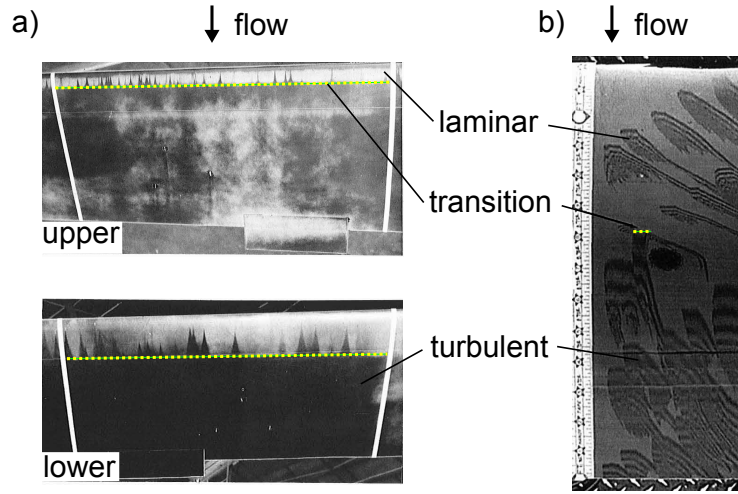 a)
flow
b)
flow
laminar
transition
upper
turbulent
lower